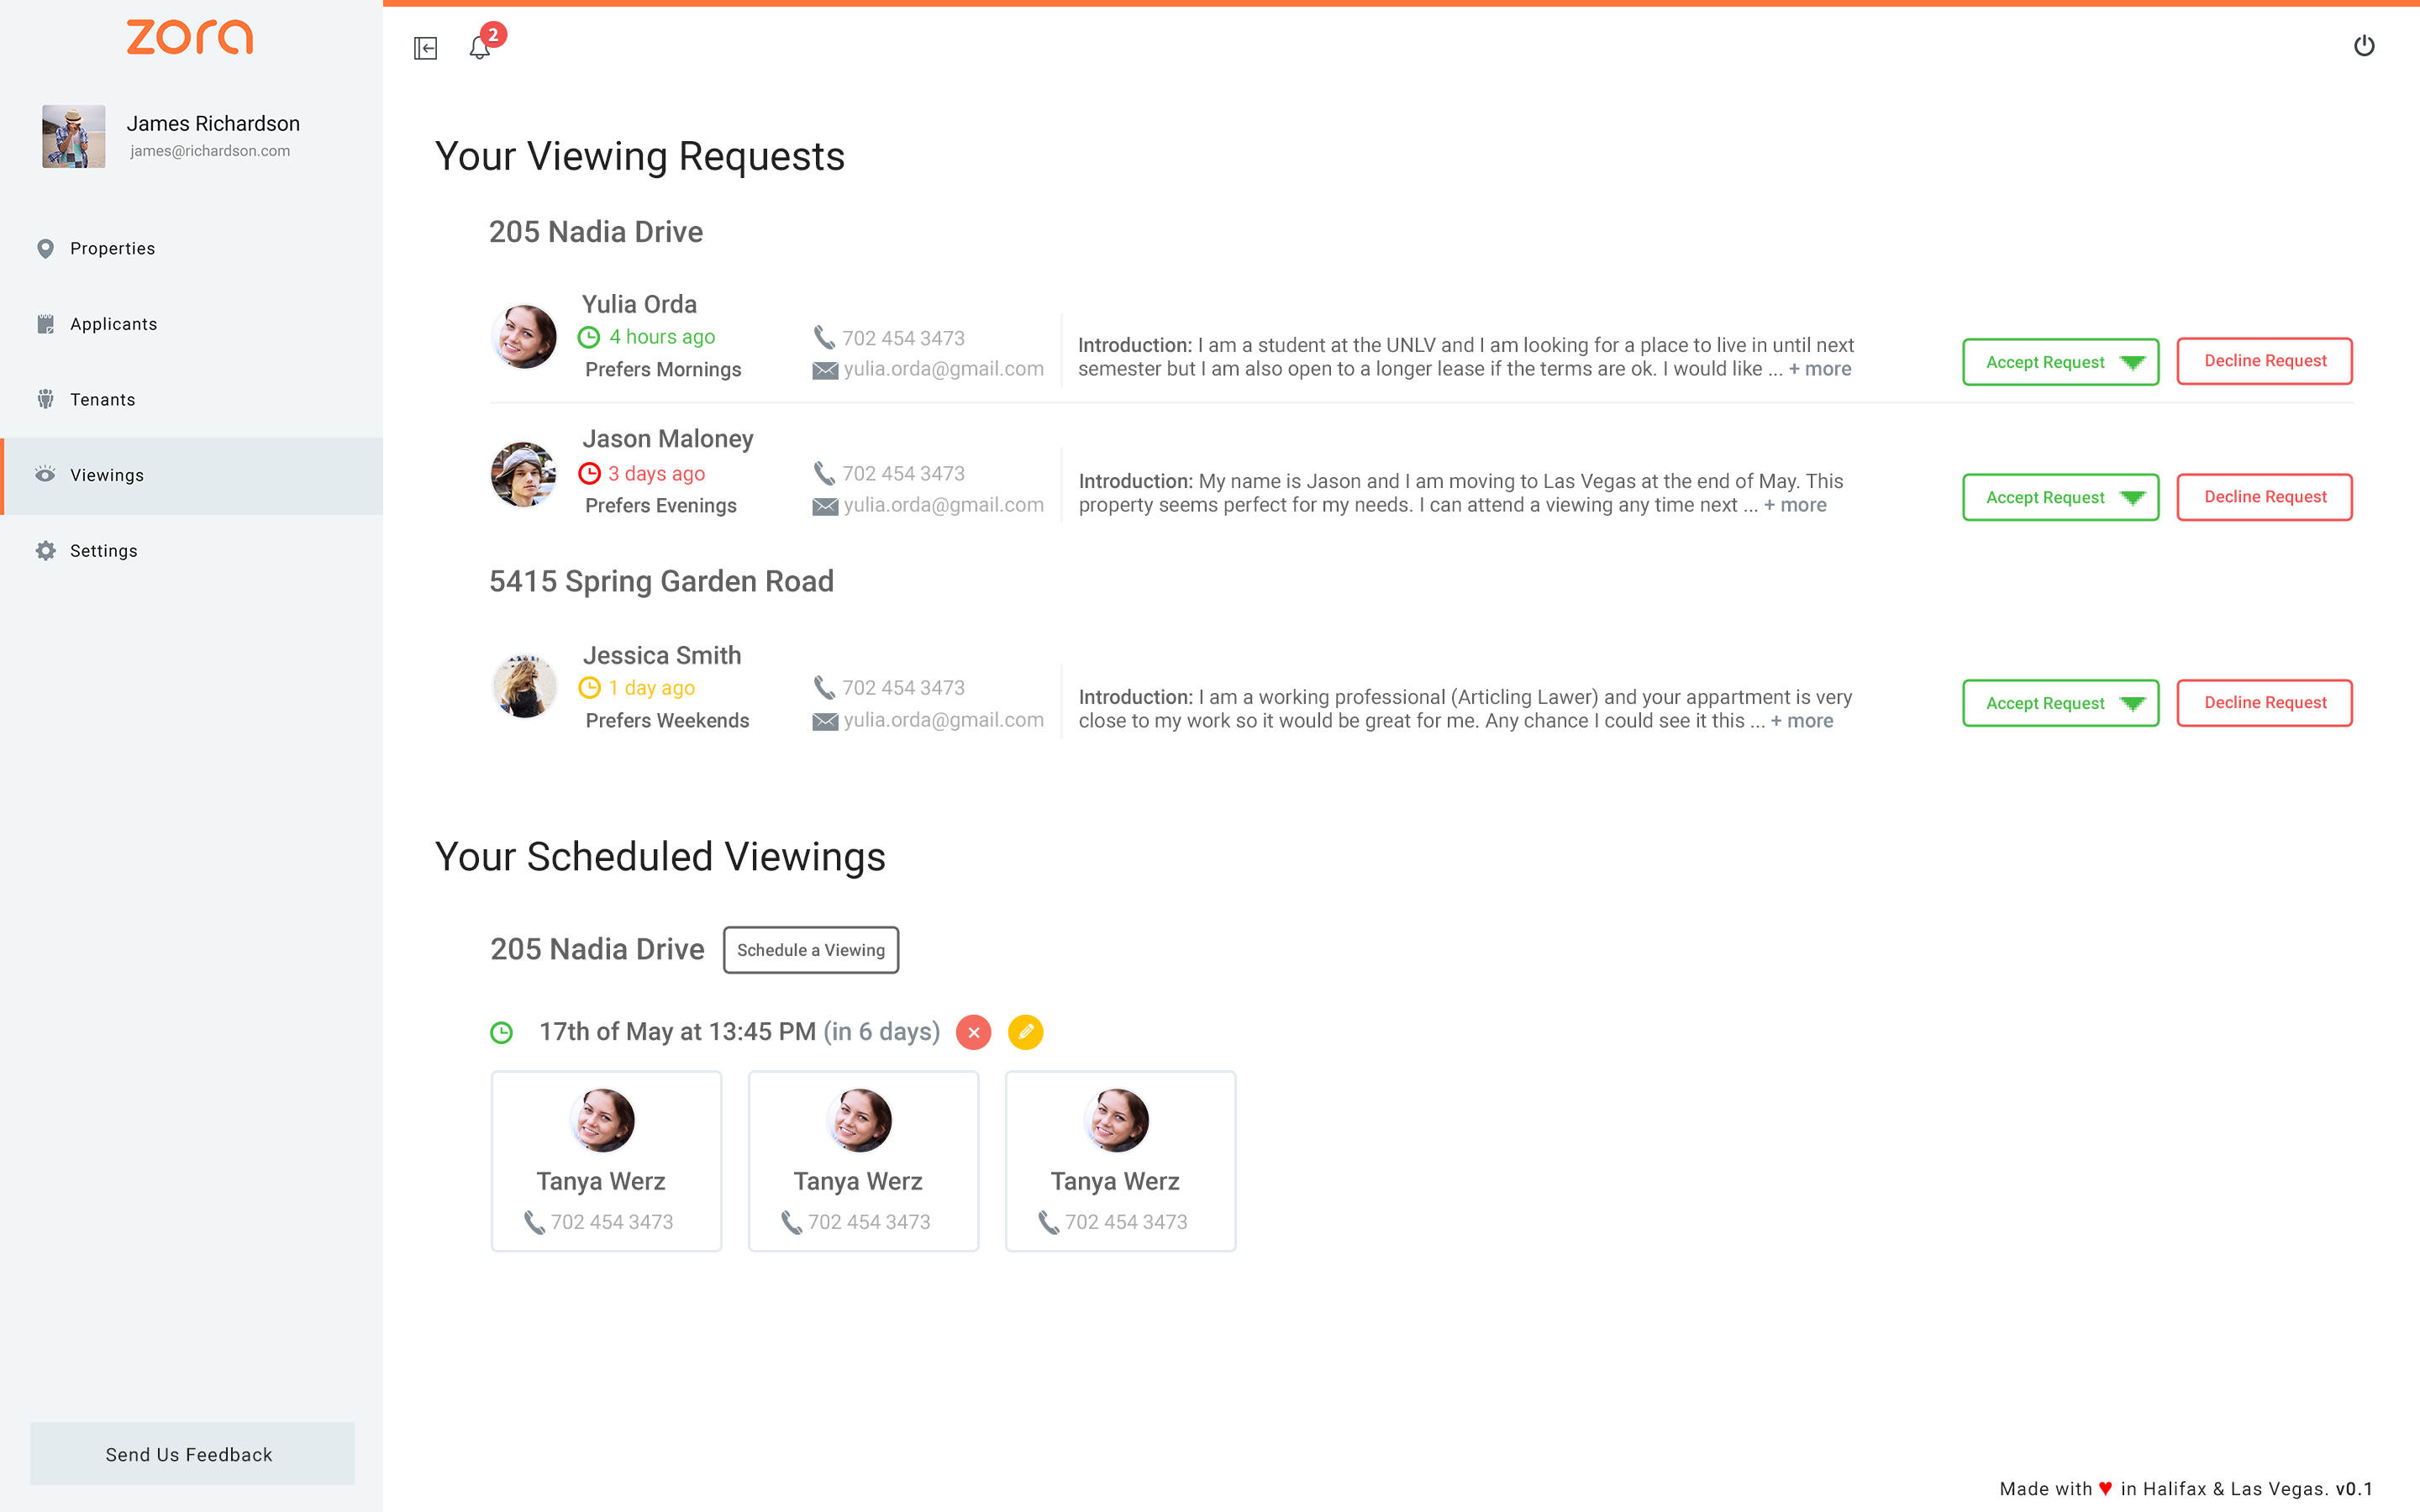 zora
2
James Richardson
james@richardson.com
Properties
Applicants
Tenants
Viewings
Settings
Send Us Feedback
Your Viewing Requests
205 Nadia Drive
Yulia Orda
4 hours ago
Prefers Mornings
702 454 3473
yulia.orda@gmail.com
Introduction: I am a student at the UNLV and I am looking for a place to live in until next
semester but I am also open to a longer lease if the terms are ok. I would like ... + more
Accept Request
Decline Request
Jason Maloney
3 days ago
Prefers Evenings
702 454 3473
yulia.orda@gmail.com
Introduction: My name is Jason and I am moving to Las Vegas at the end of May. This
property seems perfect for my needs. I can attend a viewing any time next ... + more
Accept Request
Decline Request
5415 Spring Garden Road
Jessica Smith
1 day ago
Prefers Weekends
702 454 3473
yulia.orda@gmail.com
Introduction: I am a working professional (Articling Lawer) and your appartment is very
close to my work so it would be great for me. Any chance I could see it this ... + more
Accept Request
Decline Request
Your Scheduled Viewings
205 Nadia Drive
Schedule a Viewing
17th of May at 13:45 PM (in 6 days)
Tanya Werz
702 454 3473
Tanya Werz
702 454 3473
Tanya Werz
702 454 3473
Made with ♥ in Halifax & Las Vegas. v0.1